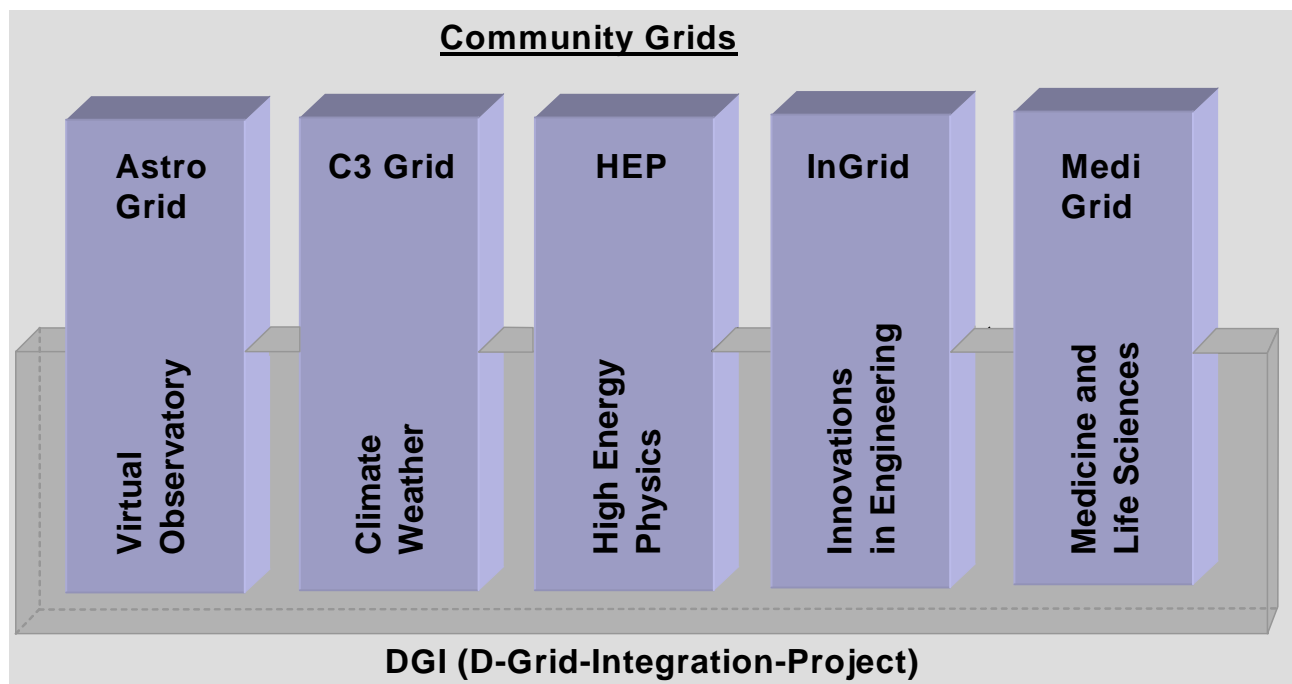 Community Grids
Astro
Grid
Virtual
Observatory
C3 Grid
Climate
Weather
HEP
High Energy
Physics
InGrid
Innovations
in Engineering
Medi
Grid
Medicine and
Life Sciences
DGI (D-Grid-Integration-Project)